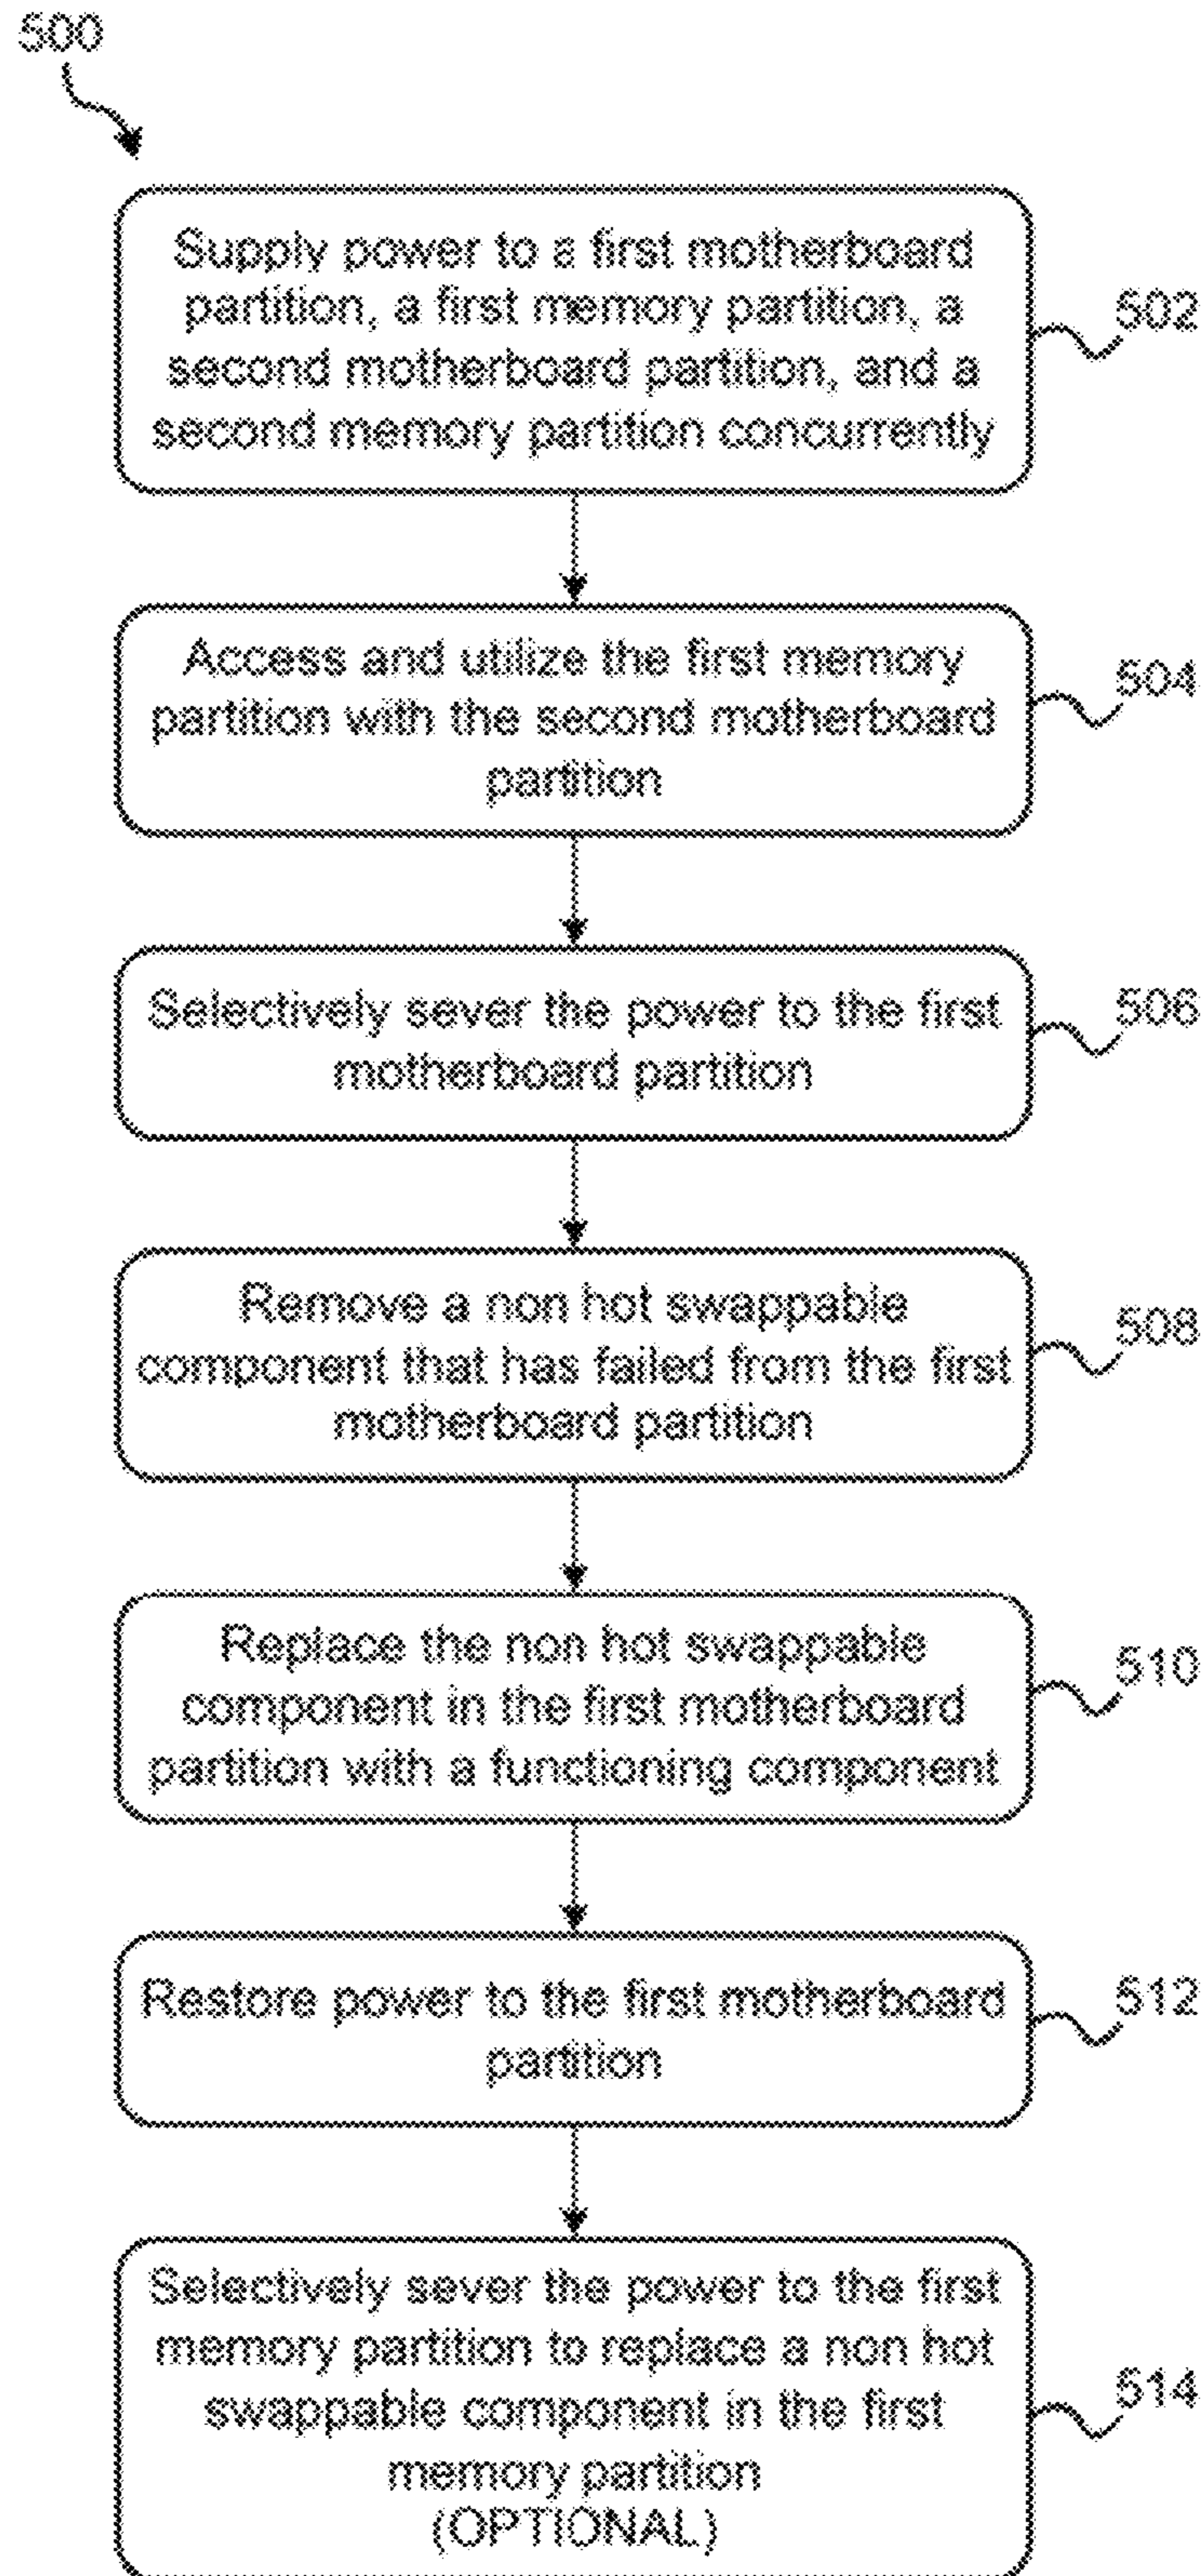 500
Supply power to a first motherboard
partition, a first memory partition, a
second motherboard partition, and a
second memory partition concurrently
502
Access and utilize the first memory
partition with the second motherboard
partition
504
Selectively sever the power to the first
motherboard partition
506
Remove a non hot swappable
component that has failed from the first
motherboard partition
508
Replace the non hot swappable
component in the first motherboard
partition with a functioning component
510
Restore power to the first motherboard
partition
512
Selectively sever the power to the first
memory partition to replace a non hot
swappable component in the first
memory partition
(OPTIONAL)
514